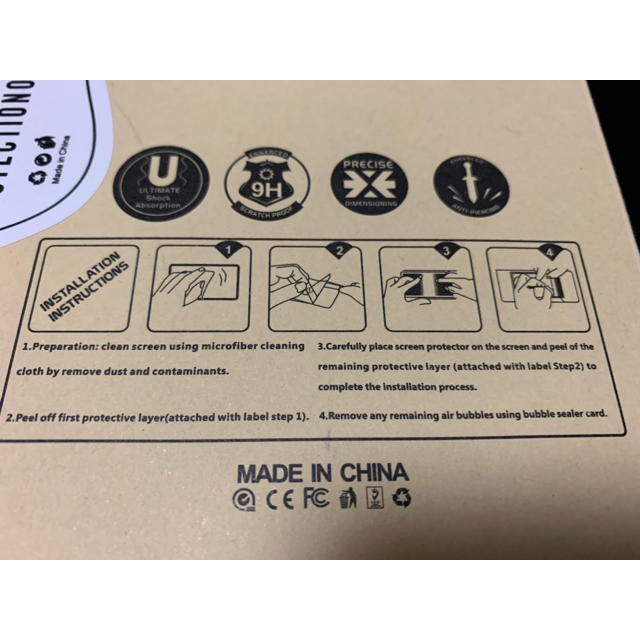 TECTION
Made in China
U
ULTIMATE
Shock
Absorption
ENHANCED
9H
SCRATCH PROOF
PRECISE
DIMENSIONING
ANTI-PIERCING
INSTALLATION
INSTRUCTIONS
1
2
3
4
1.Preparation: clean screen using microfiber cleaning
cloth by remove dust and contaminants.
2.Peel off first protective layer(attached with label step 1).
3.Carefully place screen protector on the screen and peel of the
remaining protective layer (attached with label Step2) to
complete the installation process.
4.Remove any remaining air bubbles using bubble sealer card.
MADE IN CHINA
CE FC